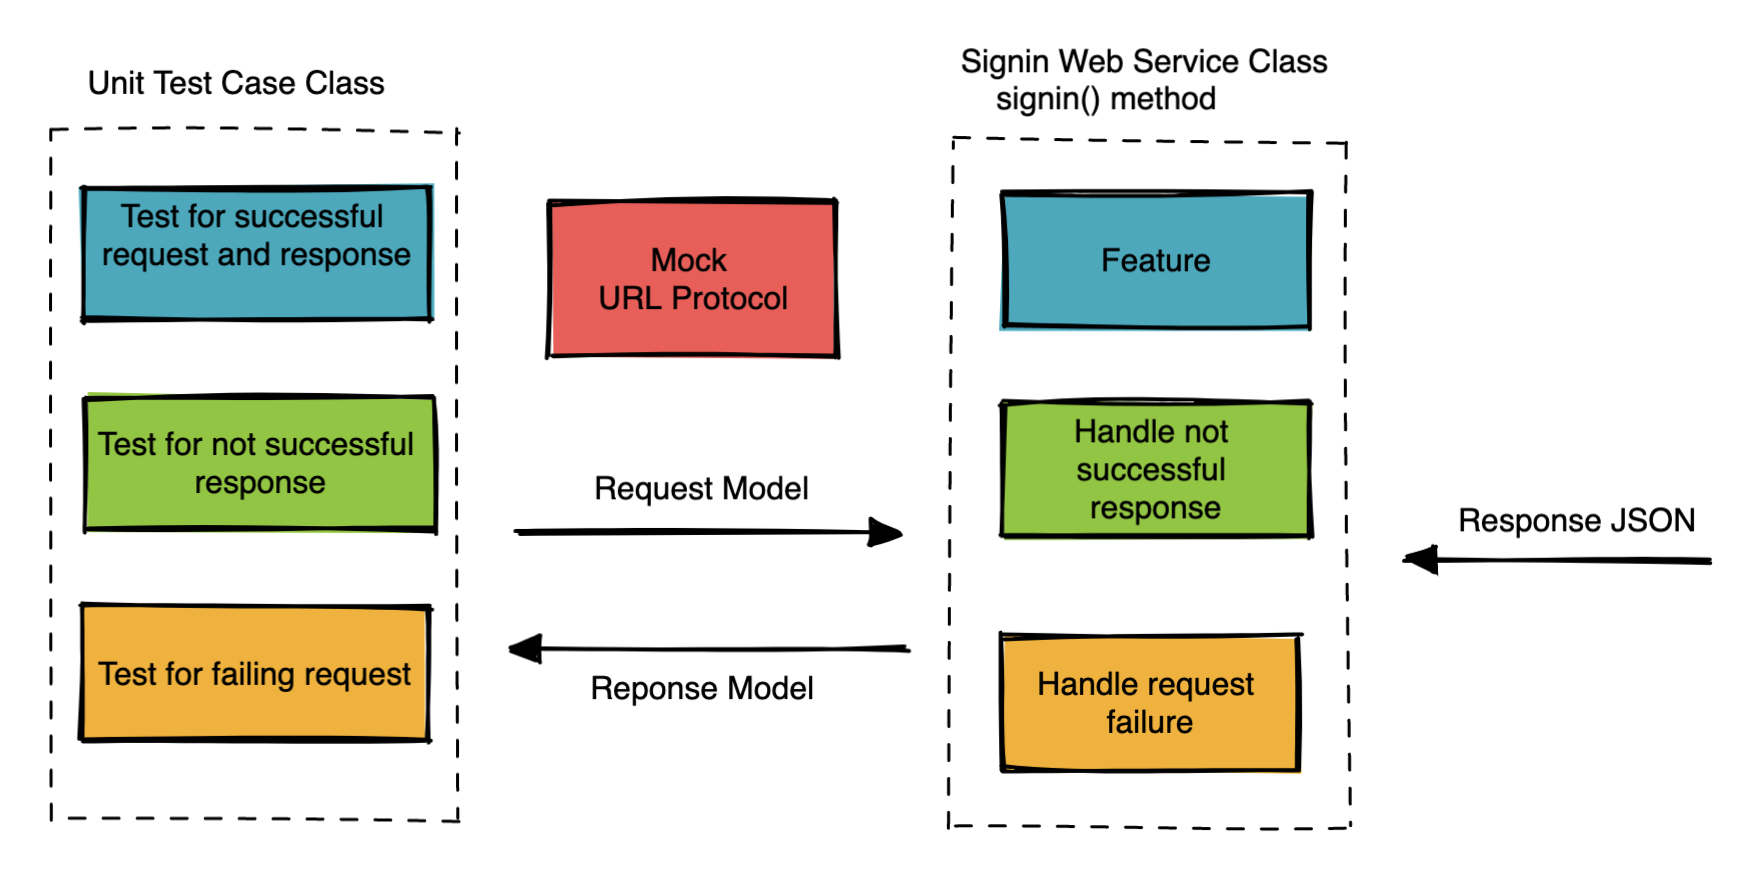 Unit Test Case Class
Test for successful
request and response
Test for not successful
response
Test for failing request
Mock
URL Protocol
Request Model
Reponse Model
Signin Web Service Class
signin() method
Feature
Handle not
successful
response
Handle request
failure
Response JSON